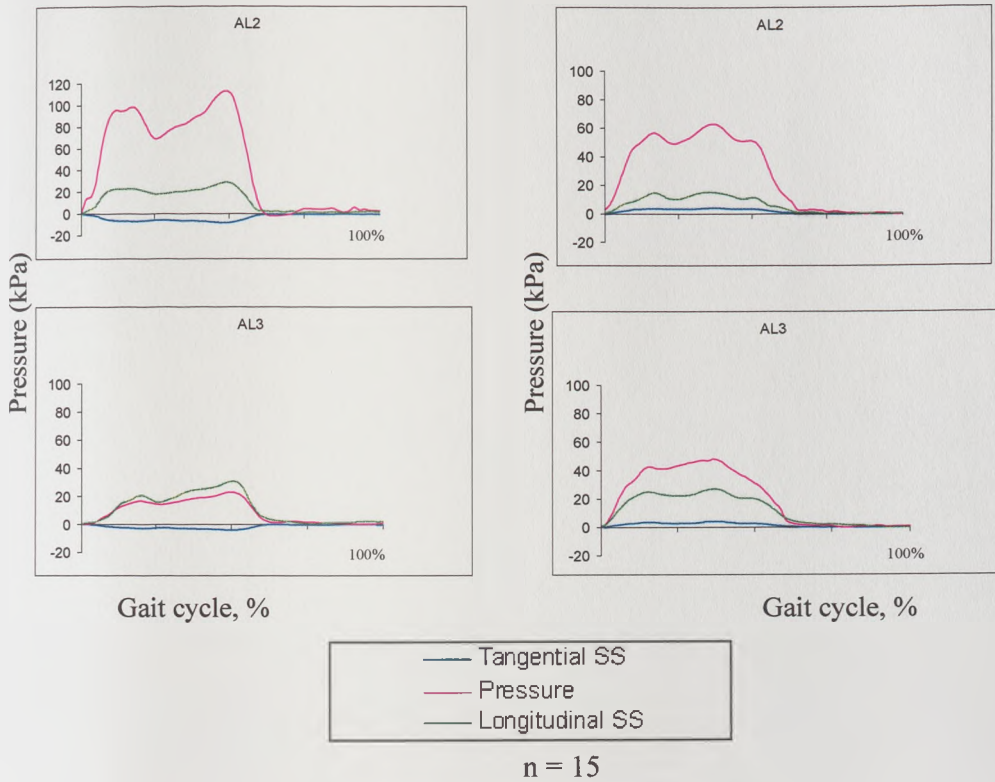 AL2
120
100
80
60
40
20
0
-20
100%
AL2
100
80
60
40
20
0
-20
100%
Pressure (kPa)
Pressure (kPa)
AL3
100
80
60
40
20
0
-20
100%
AL3
100
80
60
40
20
0
-20
100%
Gait cycle, %
Gait cycle, %
Tangential SS
Pressure
Longitudinal SS
n = 15